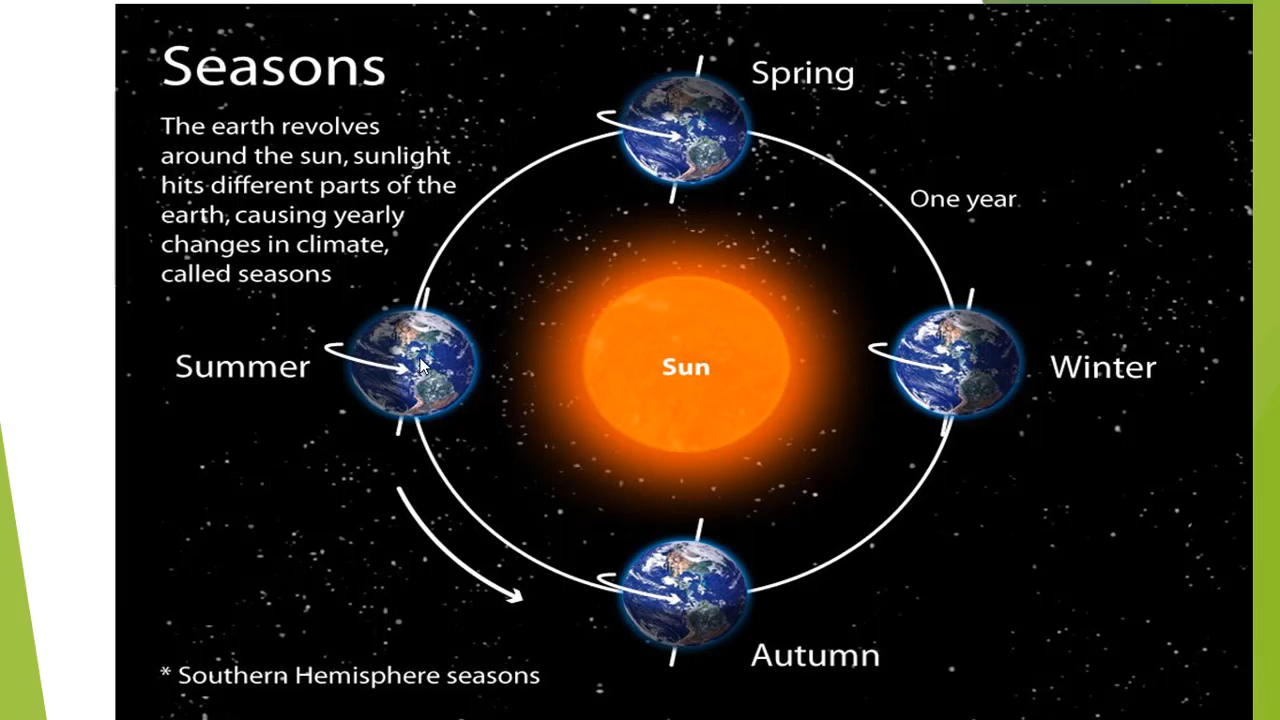 Seasons
The earth revolves
around the sun, sunlight
hits different parts of the
earth, causing yearly
changes in climate,
called seasons
Spring
One year
Summer
Sun
Winter
Autumn
* Southern Hemisphere seasons